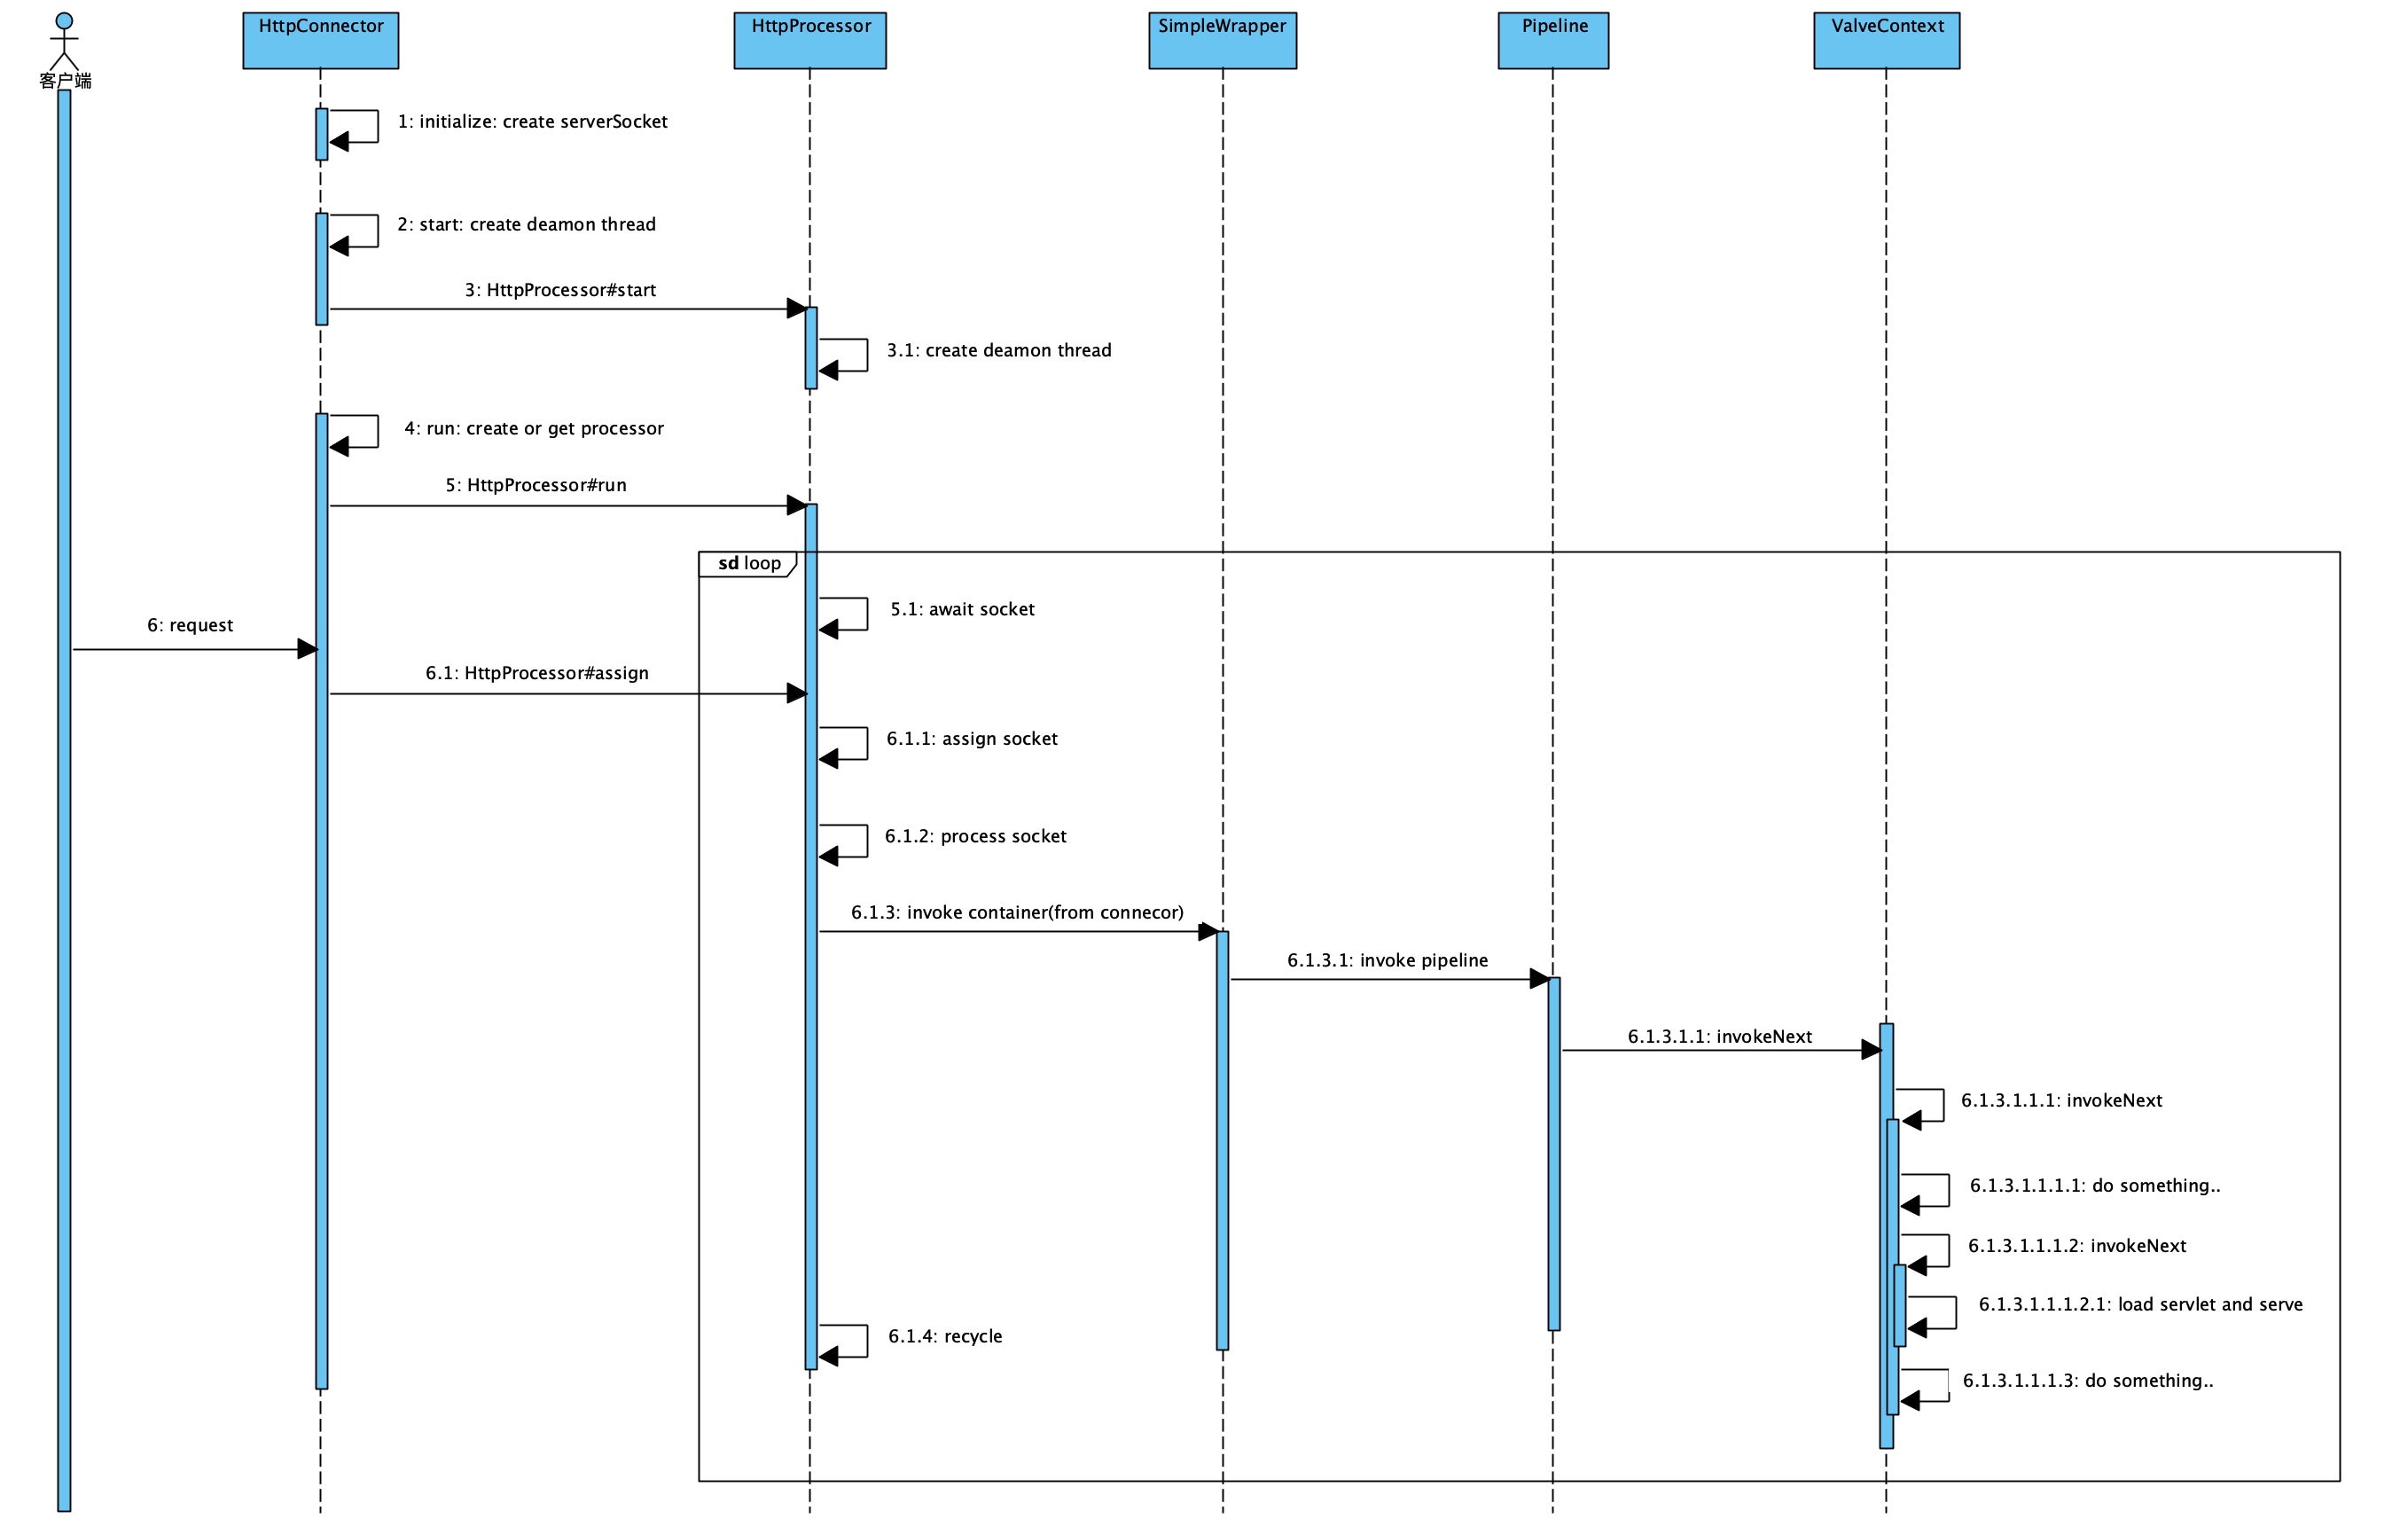 HttpConnector
HttpProcessor
SimpleWrapper
Pipeline
ValveContext
客户端
1: initialize: create serverSocket
2: start: create deamon thread
3: HttpProcessor#start
3.1: create deamon thread
4: run: create or get processor
5: HttpProcessor#run
sd loop
5.1: await socket
6: request
6.1: HttpProcessor#assign
6.1.1: assign socket
6.1.2: process socket
6.1.3: invoke container(from connecor)
6.1.3.1: invoke pipeline
6.1.3.1.1: invokeNext
6.1.3.1.1.1: invokeNext
6.1.3.1.1.1.1: do something..
6.1.3.1.1.1.2: invokeNext
6.1.3.1.1.1.2.1: load servlet and serve
6.1.4: recycle
6.1.3.1.1.1.3: do something..